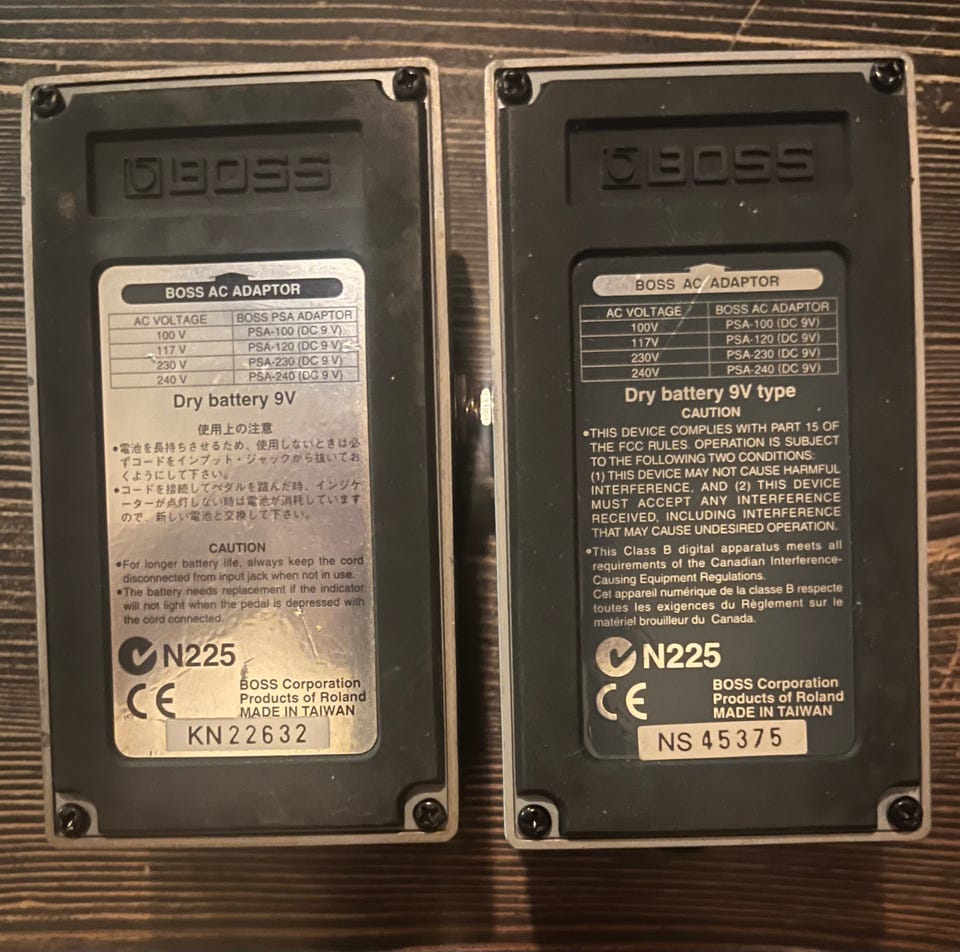 BOSS
BOSS AC ADAPTOR
AC VOLTAGE BOSS PSA ADAPTOR
100 V PSA-100 (DC 9 V)
117 V PSA-120 (DC 9 V)
230 V PSA-230 (DC 9 V)
240 V PSA-240 (DC 9 V)
Dry battery 9V
使用上の注意
●電池を長持ちさせるため、使用しないときは必
ずコードをインプット・ジャックから抜いてお
くようにして下さい。
●コードを接続してペダルを踏んだ時、インジケ
ーターが点灯しない時は電池が消耗しています
ので、新しい電池と交換して下さい。
CAUTION
●For longer battery life, always keep the cord
disconnected from input jack when not in use.
●The battery needs replacement if the indicator
will not light when the pedal is depressed with
the cord connected.
N225
CE
BOSS Corporation
Products of Roland
MADE IN TAIWAN
KN22632
BOSS
BOSS AC ADAPTOR
AC VOLTAGE BOSS AC ADAPTOR
100V PSA-100 (DC 9V)
117V PSA-120 (DC 9V)
230V PSA-230 (DC 9V)
240V PSA-240 (DC 9V)
Dry battery 9V type
CAUTION
●THIS DEVICE COMPLIES WITH PART 15 OF
THE FCC RULES. OPERATION IS SUBJECT
TO THE FOLLOWING TWO CONDITIONS:
(1) THIS DEVICE MAY NOT CAUSE HARMFUL
INTERFERENCE, AND (2) THIS DEVICE
MUST ACCEPT ANY INTERFERENCE
RECEIVED, INCLUDING INTERFERENCE
THAT MAY CAUSE UNDESIRED OPERATION.
●This Class B digital apparatus meets all
requirements of the Canadian Interference-
Causing Equipment Regulations.
Cet appareil numérique de la classe B respecte
toutes les exigences du Règlement sur le
matériel brouilleur du Canada.
N225
CE
BOSS Corporation
Products of Roland
MADE IN TAIWAN
NS 45375